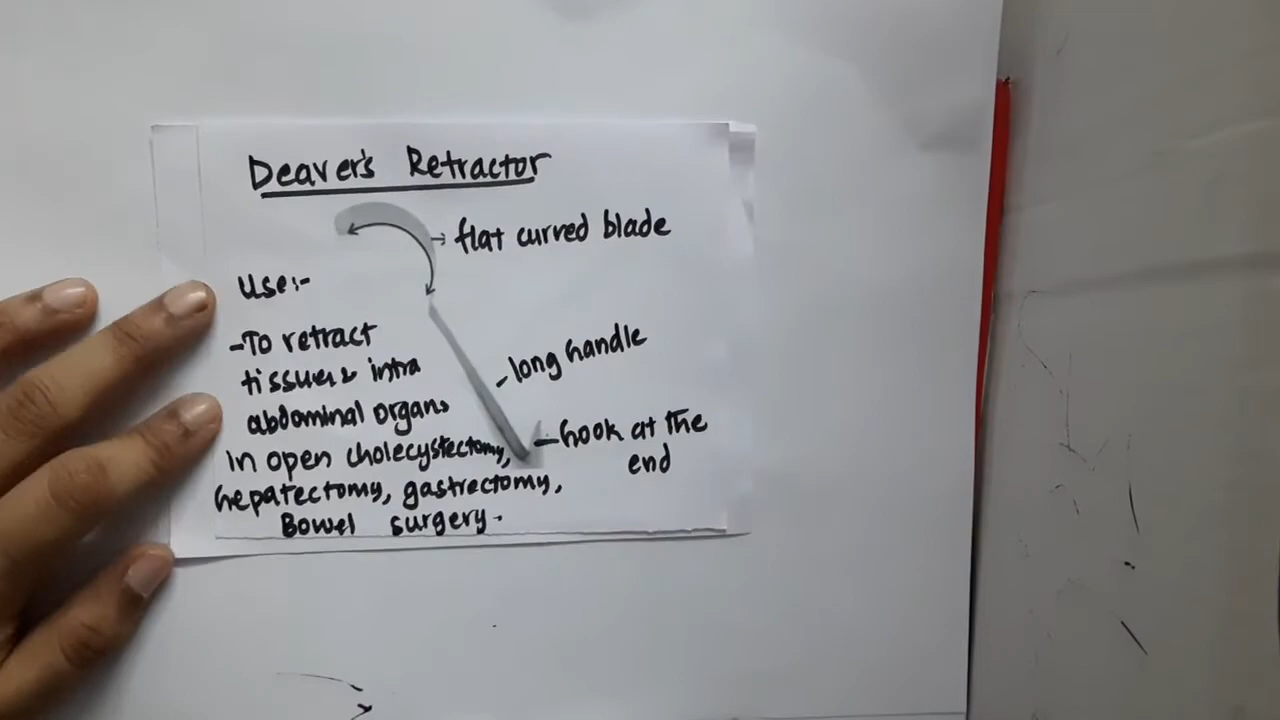 Deaver's Retractor
flat curved blade
Use:-
-To retract
tissues intra
abdominal organs
in open cholecystectomy,
hepatectomy, gastrectomy,
Bowel surgery.
-long handle
-hook at the
end